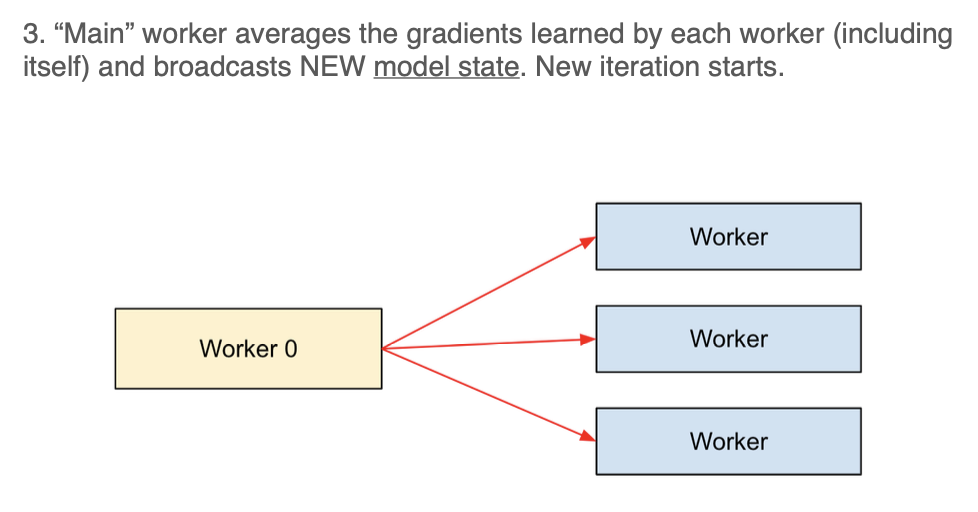 3. “Main” worker averages the gradients learned by each worker (including
itself) and broadcasts NEW model state. New iteration starts.
Worker
Worker 0
Worker
Worker